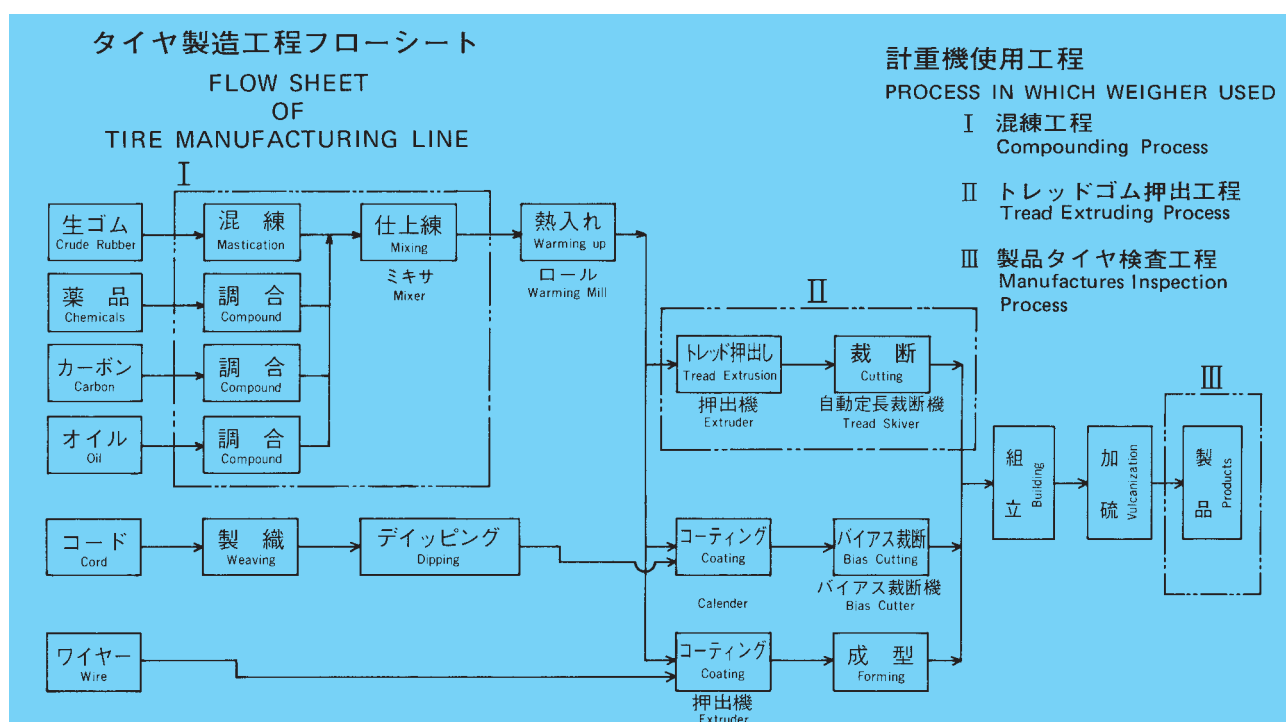 タイヤ製造工程フローシート
FLOW SHEET
OF
TIRE MANUFACTURING LINE
計重機使用工程
PROCESS IN WHICH WEIGHER USED
Ⅰ 混練工程
Compounding Process
Ⅱ トレッドゴム押出工程
Tread Extruding Process
Ⅲ 製品タイヤ検査工程
Manufactures Inspection
Process
Ⅰ
生ゴム
Crude Rubber
混練
Mastication
仕上練
Mixing
ミキサ
Mixer
熱入れ
Warming up
ロール
Warming Mill
薬品
Chemicals
調合
Compound
カーボン
Carbon
調合
Compound
オイル
Oil
調合
Compound
Ⅱ
トレッド押出し
Tread Extrusion
押出機
Extruder
裁断
Cutting
自動定長裁断機
Tread Skiver
Ⅲ
組立
Building
加硫
Vulcanization
製品
Products
コード
Cord
製織
Weaving
デイッピング
Dipping
コーティング
Coating
Calender
バイアス裁断
Bias Cutting
バイアス裁断機
Bias Cutter
ワイヤー
Wire
コーティング
Coating
押出機
Extruder
成型
Forming